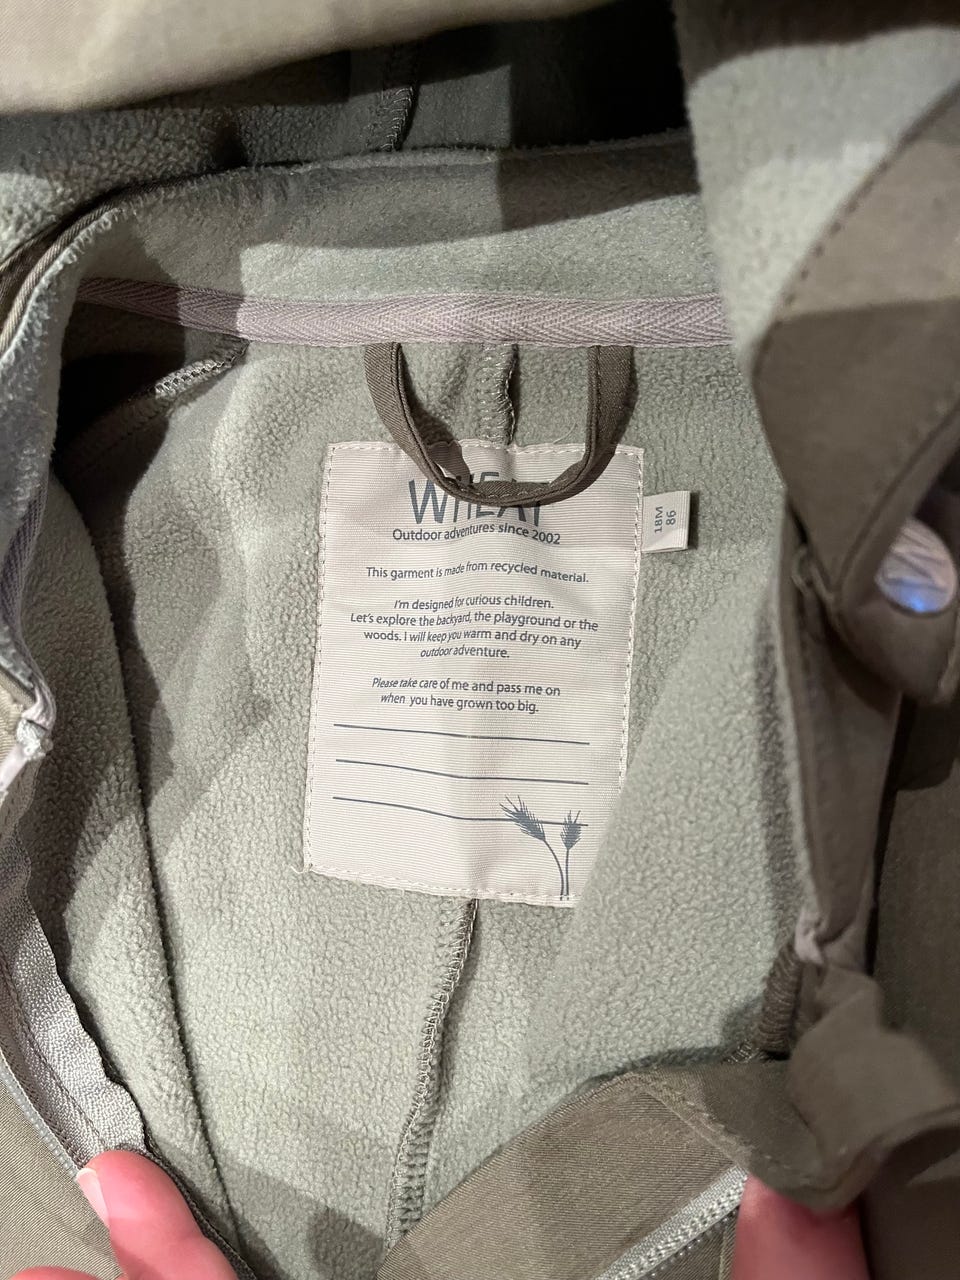 WHEAT
Outdoor adventures since 2002
This garment is made from recycled material.
I'm designed for curious children.
Let's explore the backyard, the playground or the
woods. I will keep you warm and dry on any
outdoor adventure.
Please take care of me and pass me on
when you have grown too big.
18M
86